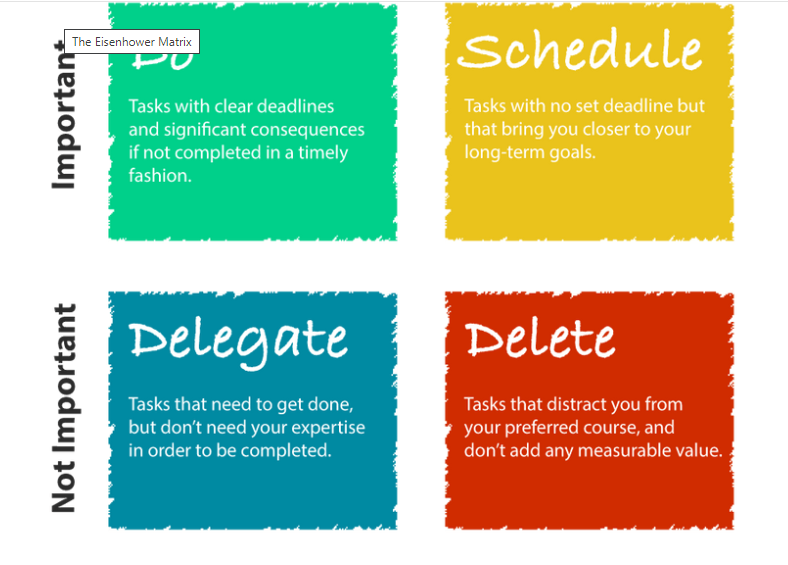 The Eisenhower Matrix
Important
Do
Tasks with clear deadlines
and significant consequences
if not completed in a timely
fashion.
Schedule
Tasks with no set deadline but
that bring you closer to your
long-term goals.
Not Important
Delegate
Tasks that need to get done,
but don’t need your expertise
in order to be completed.
Delete
Tasks that distract you from
your preferred course, and
don’t add any measurable value.